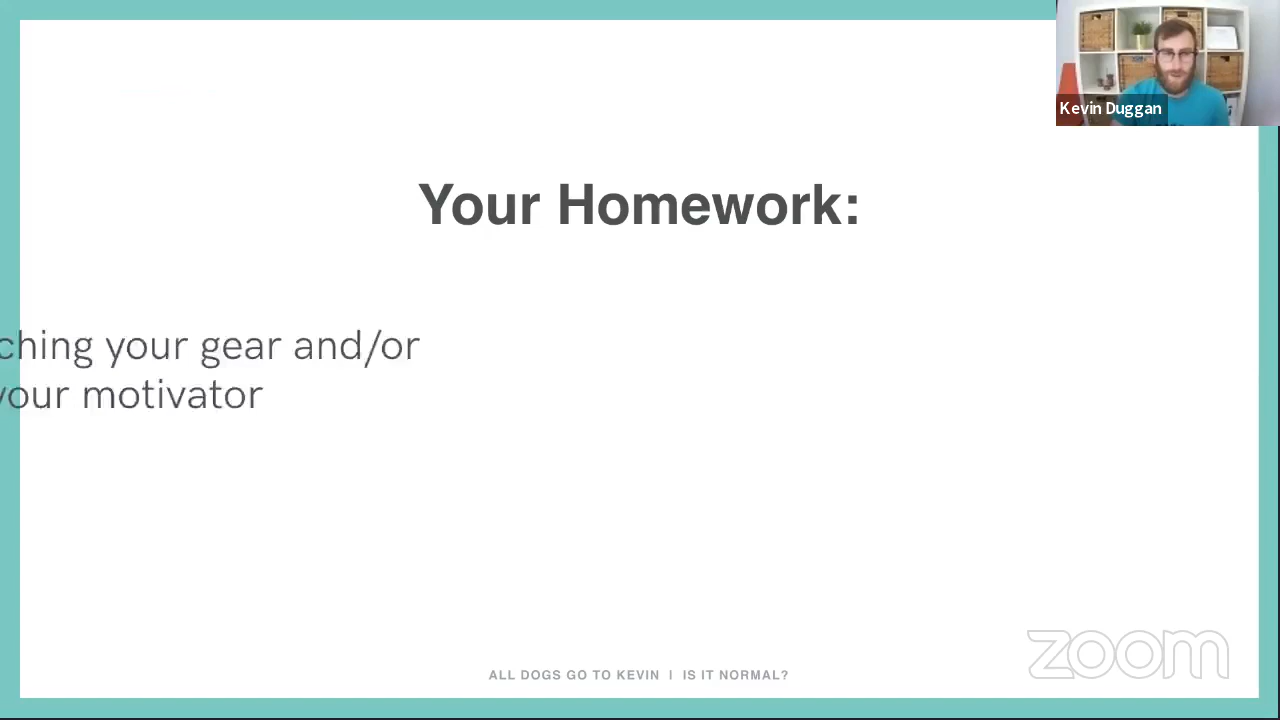 Kevin Duggan
Your Homework:
ching your gear and/or
your motivator
ALL DOGS GO TO KEVIN | IS IT NORMAL?
zoom